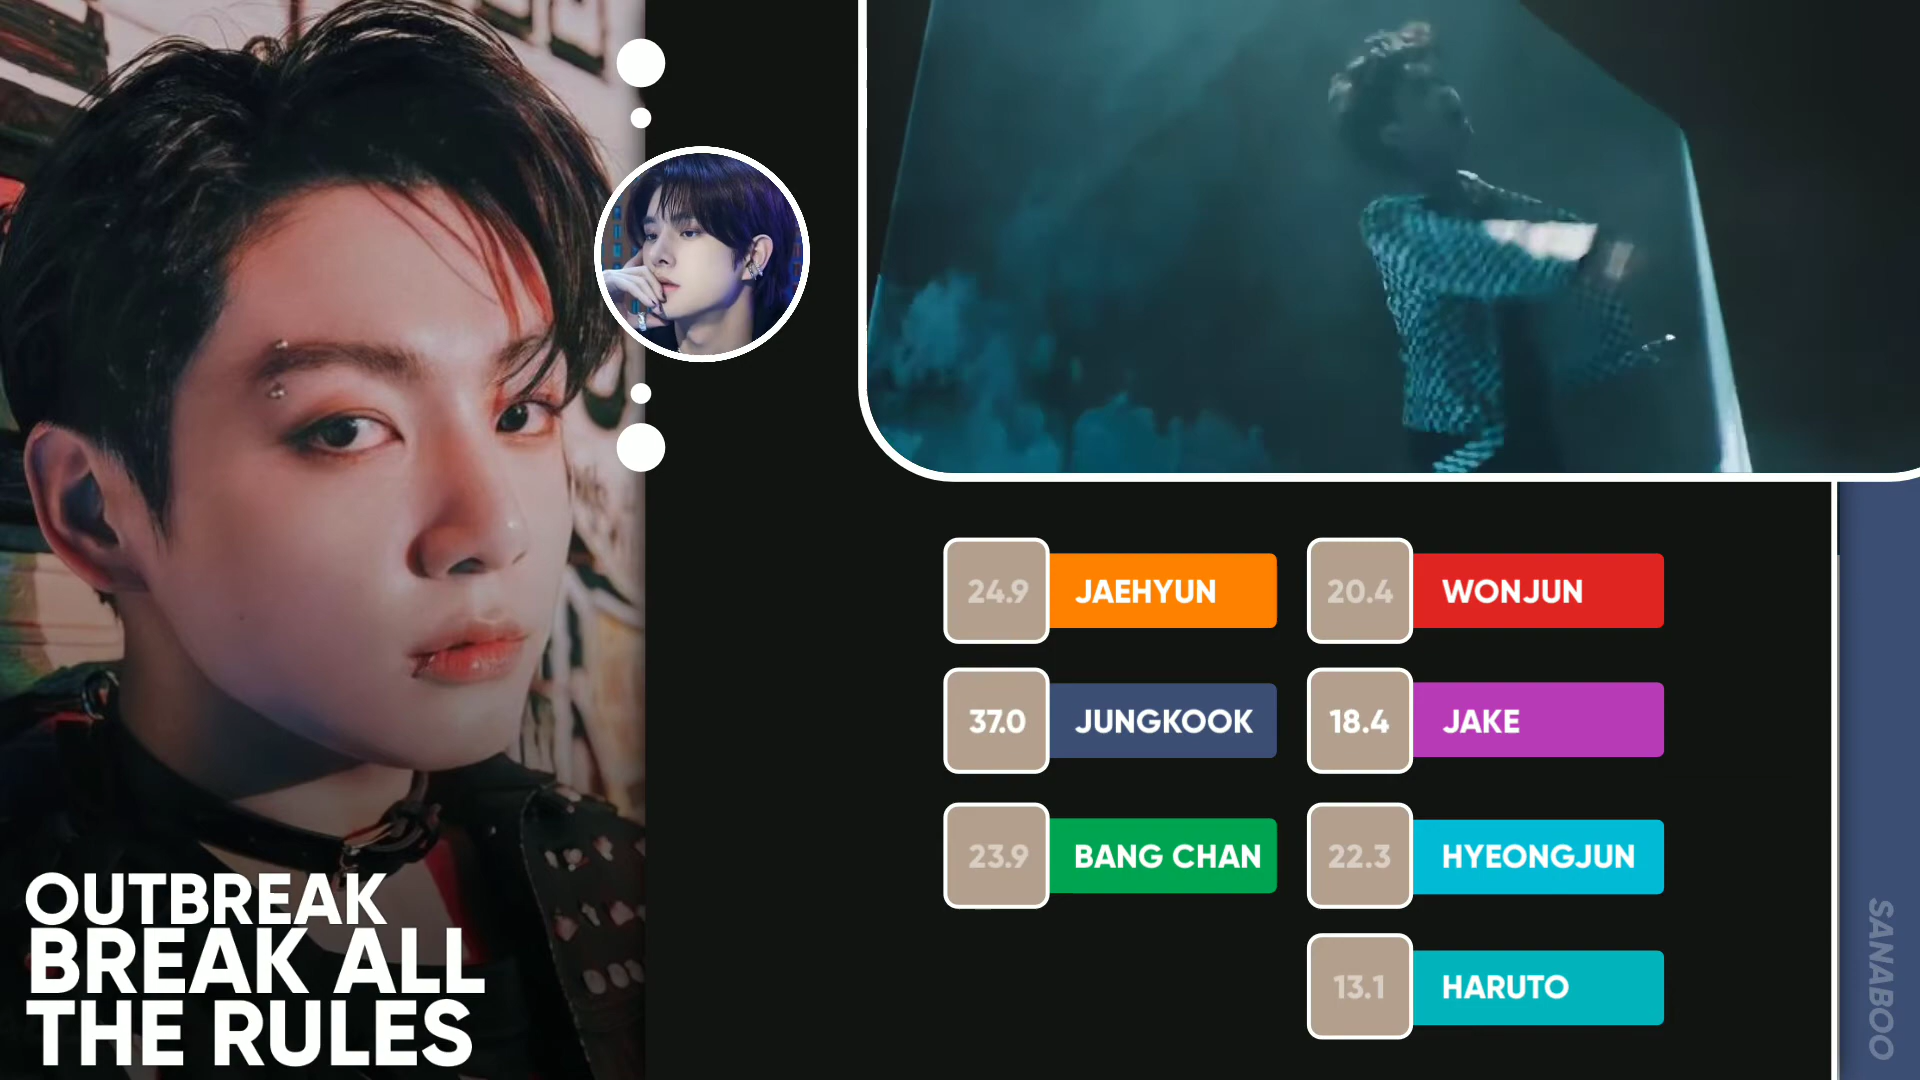 OUTBREAK
BREAK ALL
THE RULES
24.9 JAEHYUN
20.4 WONJUN
37.0 JUNGKOOK
18.4 JAKE
23.9 BANG CHAN
22.3 HYEONGJUN
13.1 HARUTO
SANABOO